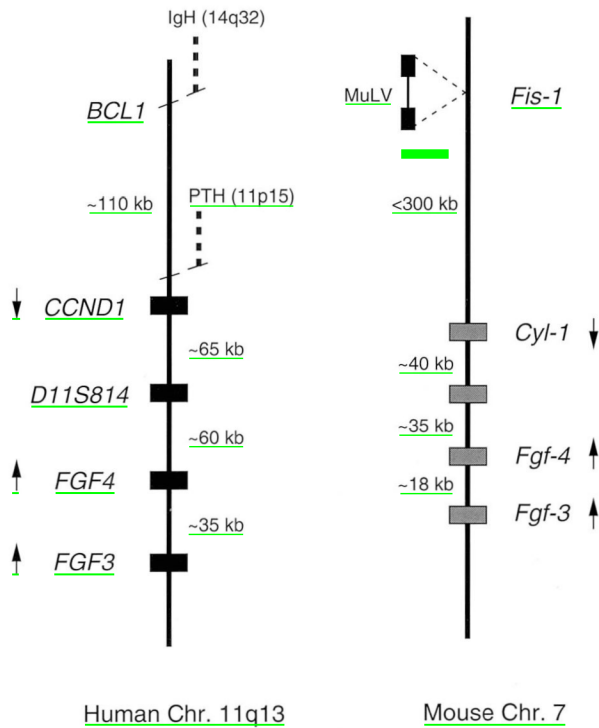 IgH (14q32)
BCL1
~110 kb
PTH (11p15)
CCND1
~65 kb
D11S814
~60 kb
FGF4
~35 kb
FGF3
Human Chr. 11q13
MuLV
Fis-1
<300 kb
Cyl-1
~40 kb
~35 kb
Fgf-4
~18 kb
Fgf-3
Mouse Chr. 7